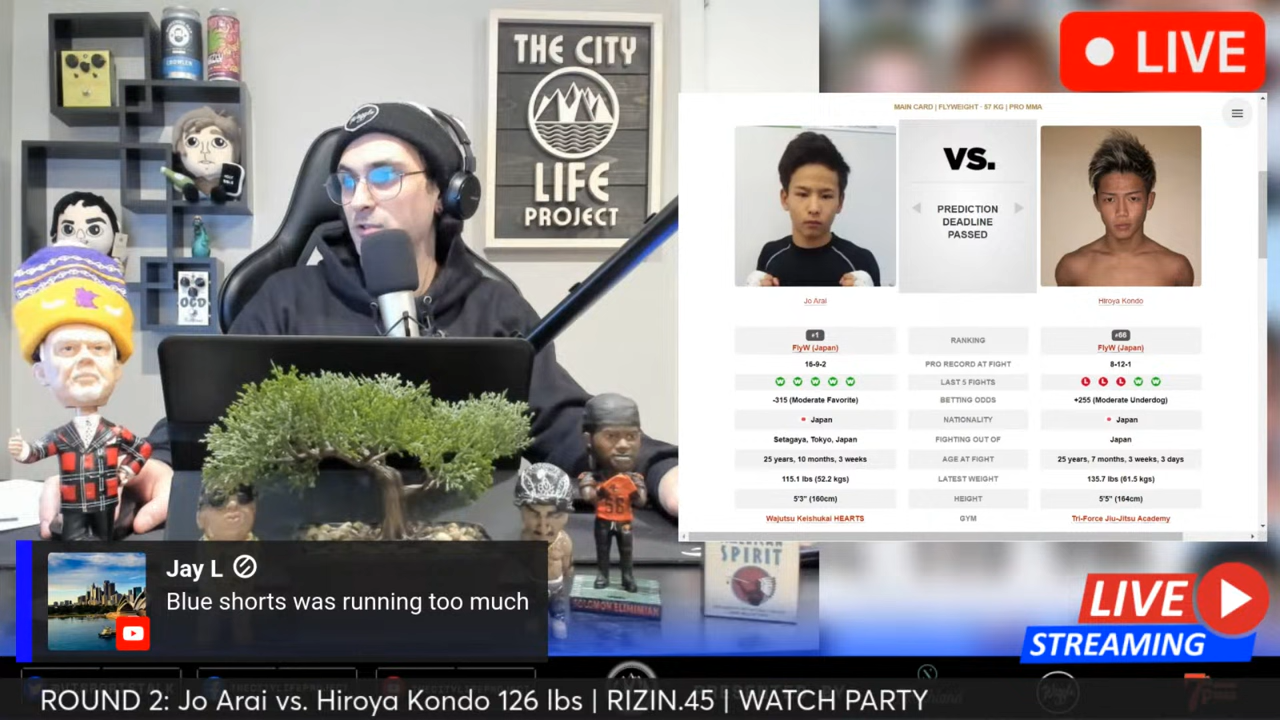 THE CITY
LIFE
PROJECT
OCD
LIVE
MAIN CARD | FLYWEIGHT · 57 KG | PRO MMA
VS.
PREDICTION
DEADLINE
PASSED
Jo Arai
Hiroya Kondo
#1
FlyW (Japan)
RANKING
#66
FlyW (Japan)
16-9-2
PRO RECORD AT FIGHT
8-12-1
W W W W W
LAST 5 FIGHTS
L L L W W
-315 (Moderate Favorite)
BETTING ODDS
+255 (Moderate Underdog)
Japan
NATIONALITY
Japan
Setagaya, Tokyo, Japan
FIGHTING OUT OF
Japan
25 years, 10 months, 3 weeks
AGE AT FIGHT
25 years, 7 months, 3 weeks, 3 days
115.1 lbs (52.2 kgs)
LATEST WEIGHT
135.7 lbs (61.5 kgs)
5'3" (160cm)
HEIGHT
5'5" (164cm)
Wajutsu Keishukai HEARTS
GYM
Tri-Force Jiu-Jitsu Academy
SPIRIT
SOLOMON ELIMIMIAN
56
Jay L
Blue shorts was running too much
LIVE
STREAMING
ROUND 2: Jo Arai vs. Hiroya Kondo 126 lbs | RIZIN.45 | WATCH PARTY